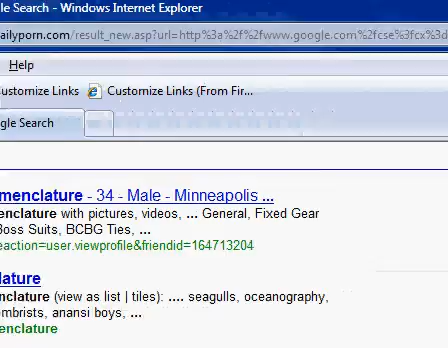 le Search - Windows Internet Explorer
ailyporn.com/result_new.asp?url=http%3a%2f%2fwww.google.com%2fcse%3fcx%3d
Help
ustomize Links Customize Links (From Fir...
gle Search
menclature - 34 - Male - Minneapolis ...
enclature with pictures, videos, ... General, Fixed Gear
Boss Suits, BCBG Ties, ...
eaction=user.viewprofile&friendid=164713204
lature
nclature (view as list | tiles): .... seagulls, oceanography,
mbrists, anansi boys, ...
enclature